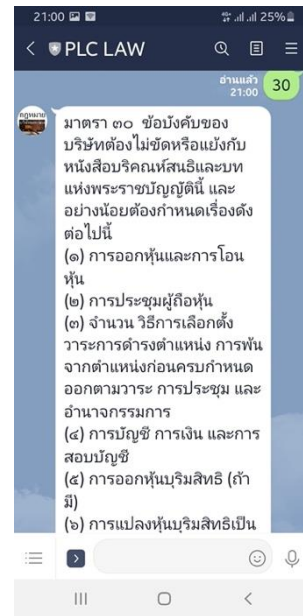 21:00 25%
PLC LAW
อ่านแล้ว
21:00
30
กฎหมาย
มาตรา ๓๐ ข้อบังคับของ
บริษัทต้องไม่ขัดหรือแย้งกับ
หนังสือบริคณห์สนธิและบท
แห่งพระราชบัญญัตินี้ และ
อย่างน้อยต้องกำหนดเรื่องดัง
ต่อไปนี้
(๑) การออกหุ้นและการโอน
หุ้น
(๒) การประชุมผู้ถือหุ้น
(๓) จำนวน วิธีการเลือกตั้ง
วาระการดำรงตำแหน่ง การพ้น
จากตำแหน่งก่อนครบกำหนด
ออกตามวาระ การประชุม และ
อำนาจกรรมการ
(๔) การบัญชี การเงิน และการ
สอบบัญชี
(๕) การออกหุ้นบุริมสิทธิ (ถ้า
มี)
(๖) การแปลงหุ้นบุริมสิทธิเป็น